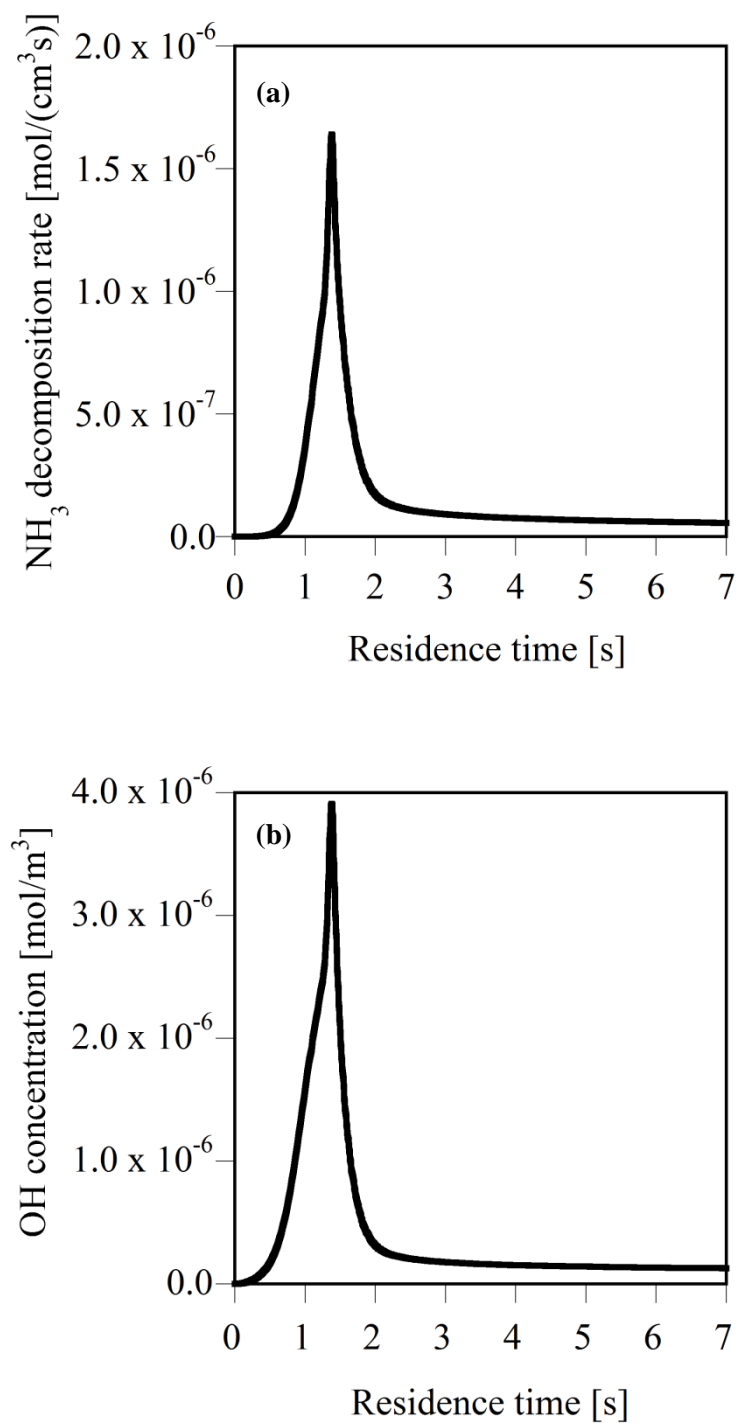 NH₃ decomposition rate [mol/(cm³s)]
2.0 x 10⁻⁶
(a)
1.5 x 10⁻⁶
1.0 x 10⁻⁶
5.0 x 10⁻⁷
0.0
0 1 2 3 4 5 6 7
Residence time [s]
OH concentration [mol/m³]
4.0 x 10⁻⁶
(b)
3.0 x 10⁻⁶
2.0 x 10⁻⁶
1.0 x 10⁻⁶
0.0
0 1 2 3 4 5 6 7
Residence time [s]